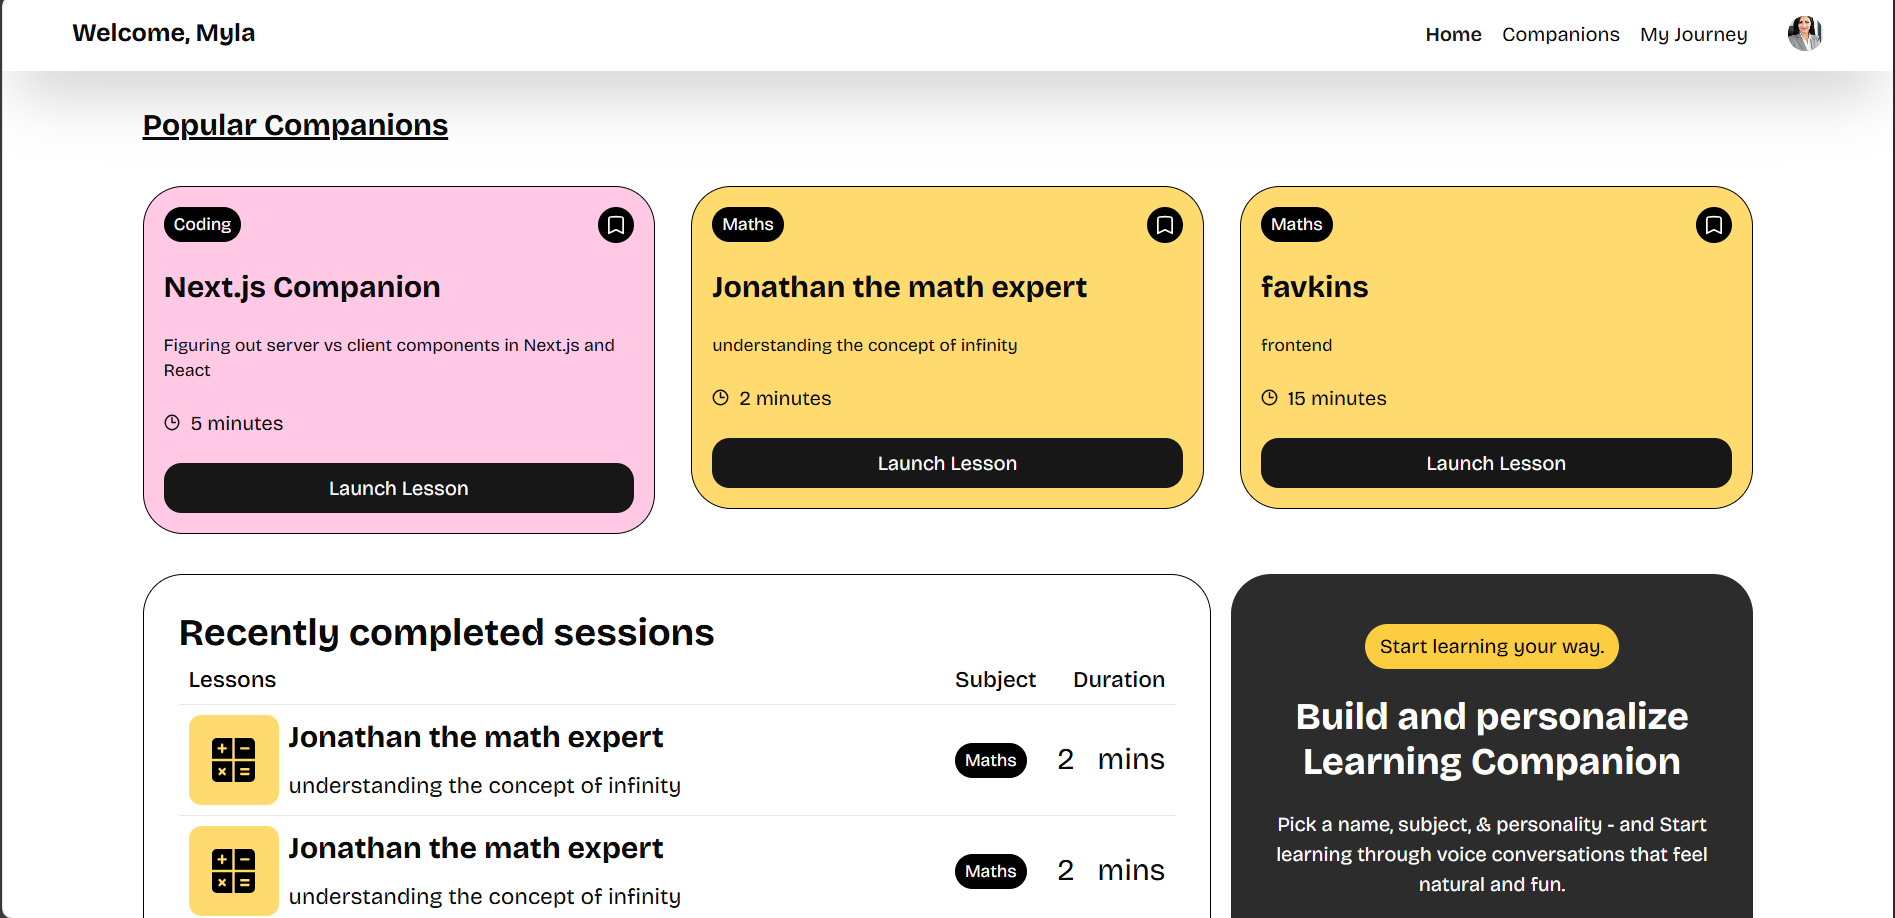 Welcome, Myla
Home Companions My Journey
Popular Companions
Coding
Next.js Companion
Figuring out server vs client components in Next.js and
React
5 minutes
Launch Lesson
Maths
Jonathan the math expert
understanding the concept of infinity
2 minutes
Launch Lesson
Maths
favkins
frontend
15 minutes
Launch Lesson
Recently completed sessions
Lessons Subject Duration
Jonathan the math expert
understanding the concept of infinity
Maths 2 mins
Jonathan the math expert
understanding the concept of infinity
Maths 2 mins
Start learning your way.
Build and personalize
Learning Companion
Pick a name, subject, & personality - and Start
learning through voice conversations that feel
natural and fun.